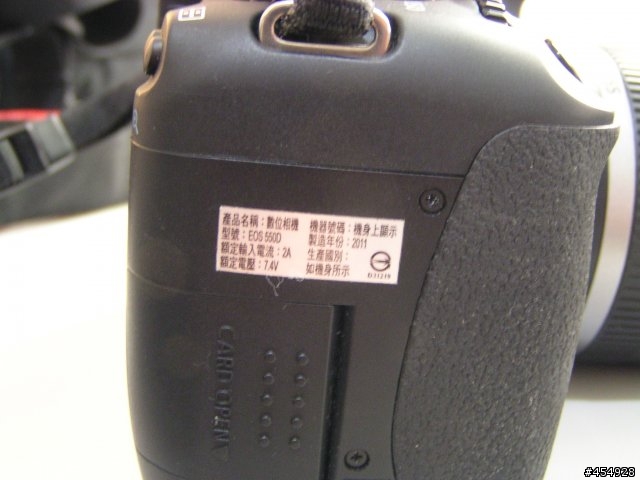 產品名稱：數位相機
型號：EOS 550D
額定輸入電流：2A
額定電壓：7.4V
機器號碼：機身上顯示
製造年份：2011
生產國別：
如機身所示
CARD OPEN
#454928